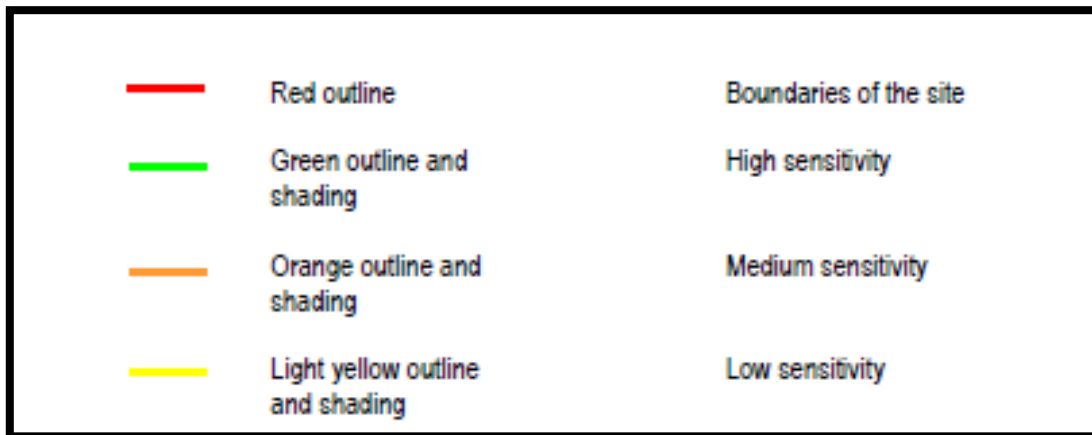 Red outline Boundaries of the site
Green outline and High sensitivity
shading
Orange outline and Medium sensitivity
shading
Light yellow outline Low sensitivity
and shading